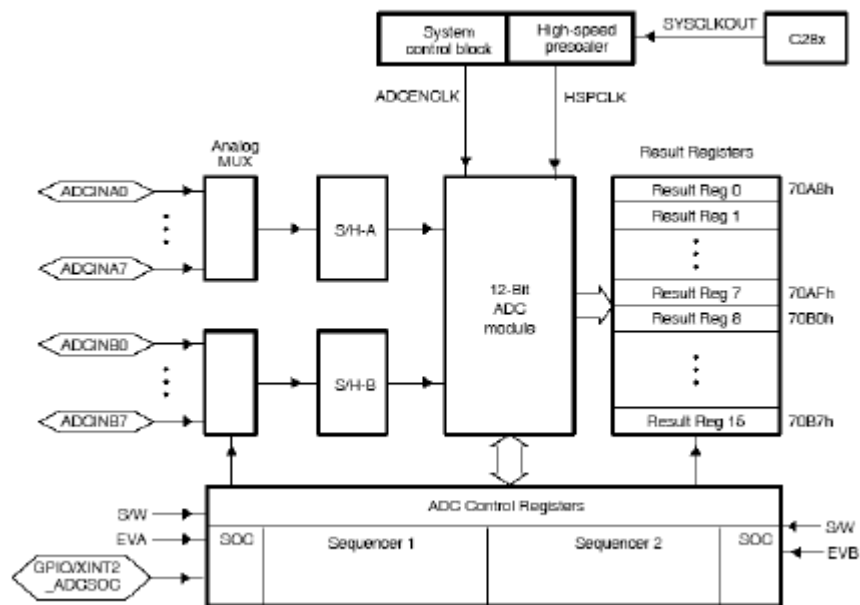 System
control block
High-speed
prescaler
SYSCLKOUT
C28x
ADCENCLK
HSPCLK
Analog
MUX
Result Registers
ADCINA0
ADCINA7
S/H-A
12-Bit
ADC
module
Result Reg 0
70A8h
Result Reg 1
Result Reg 7
70AFh
Result Reg 8
70B0h
ADCINB0
ADCINB7
S/H-B
Result Reg 15
70B7h
ADC Control Registers
S/W
EVA
GPIO/XINT2
_ADCSOC
SOC
Sequencer 1
Sequencer 2
SOC
S/W
EVB